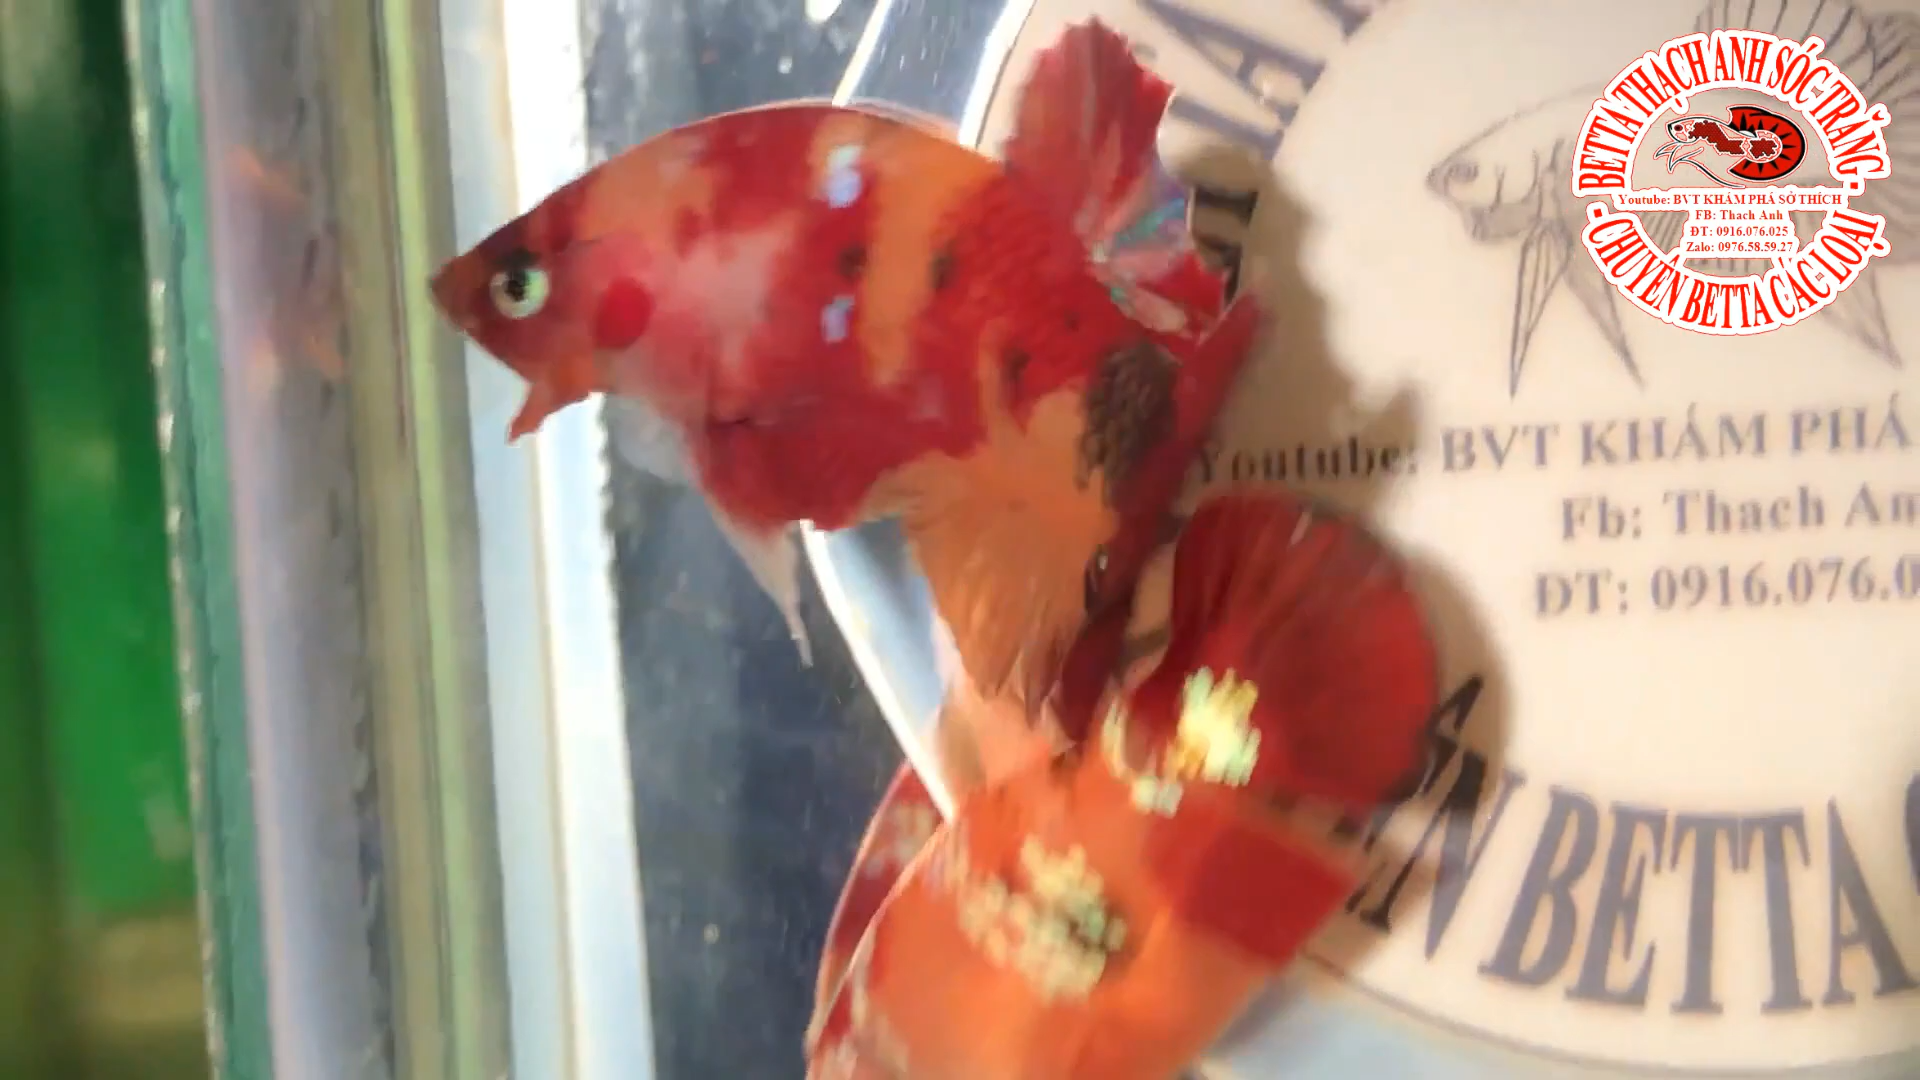 BETTA THẠCH ANH SÓC TRĂNG
Youtube: BVT KHÁM PHÁ SỞ THÍCH
FB: Thach Anh
ĐT: 0916.076.025
Zalo: 0976.58.59.27
- CHUYÊN BETTA CÁC LOẠI -
Youtube: BVT KHÁM PHÁ
Fb: Thach An
ĐT: 0916.076.0
N BETTA